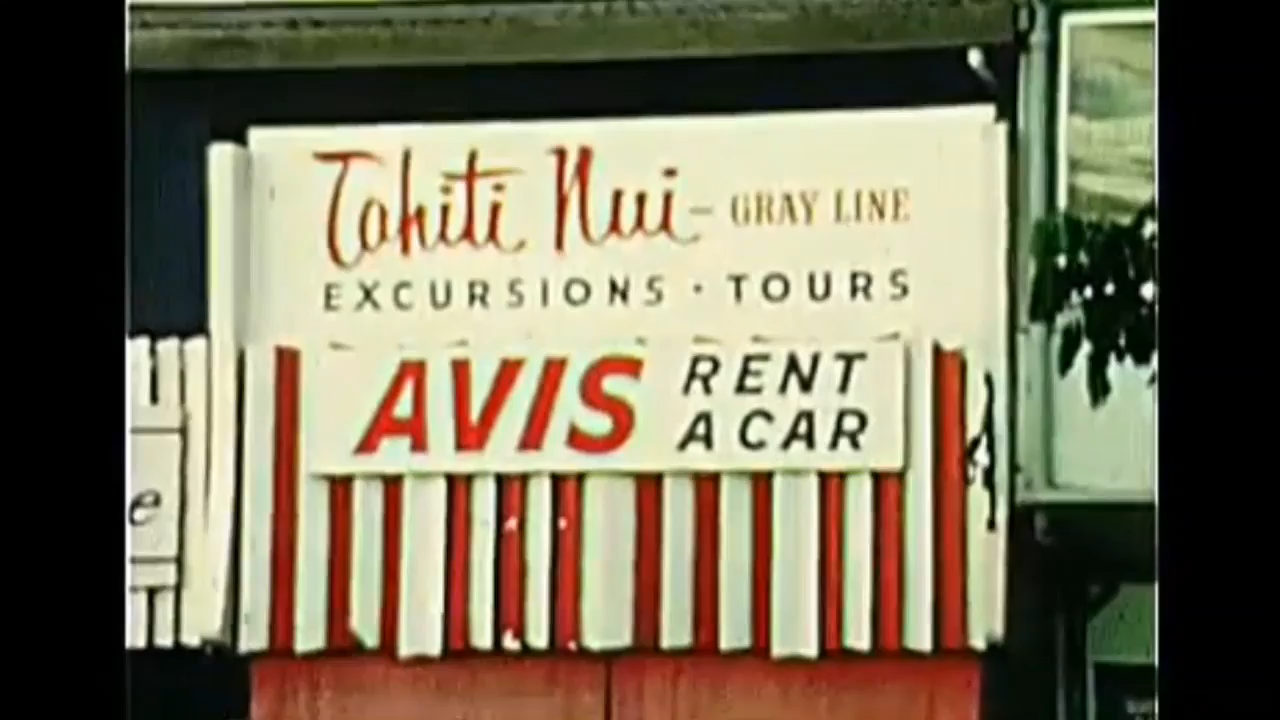 Tahiti Nui – GRAY LINE
EXCURSIONS · TOURS
AVIS RENT
A CAR
e